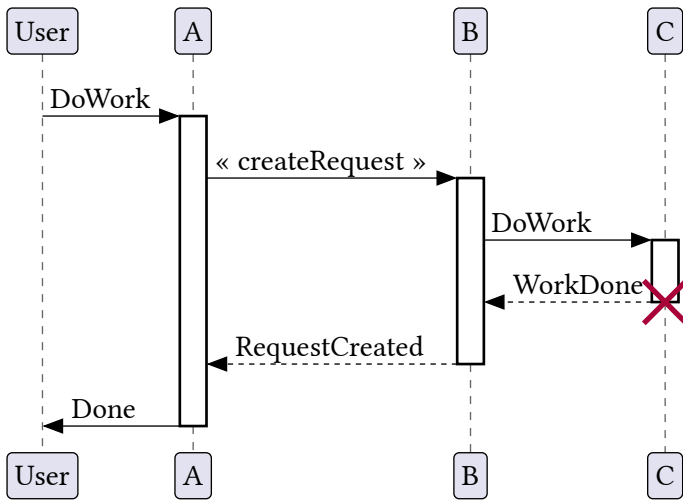 User A B C
DoWork
« createRequest »
DoWork
WorkDone
RequestCreated
Done
User A B C